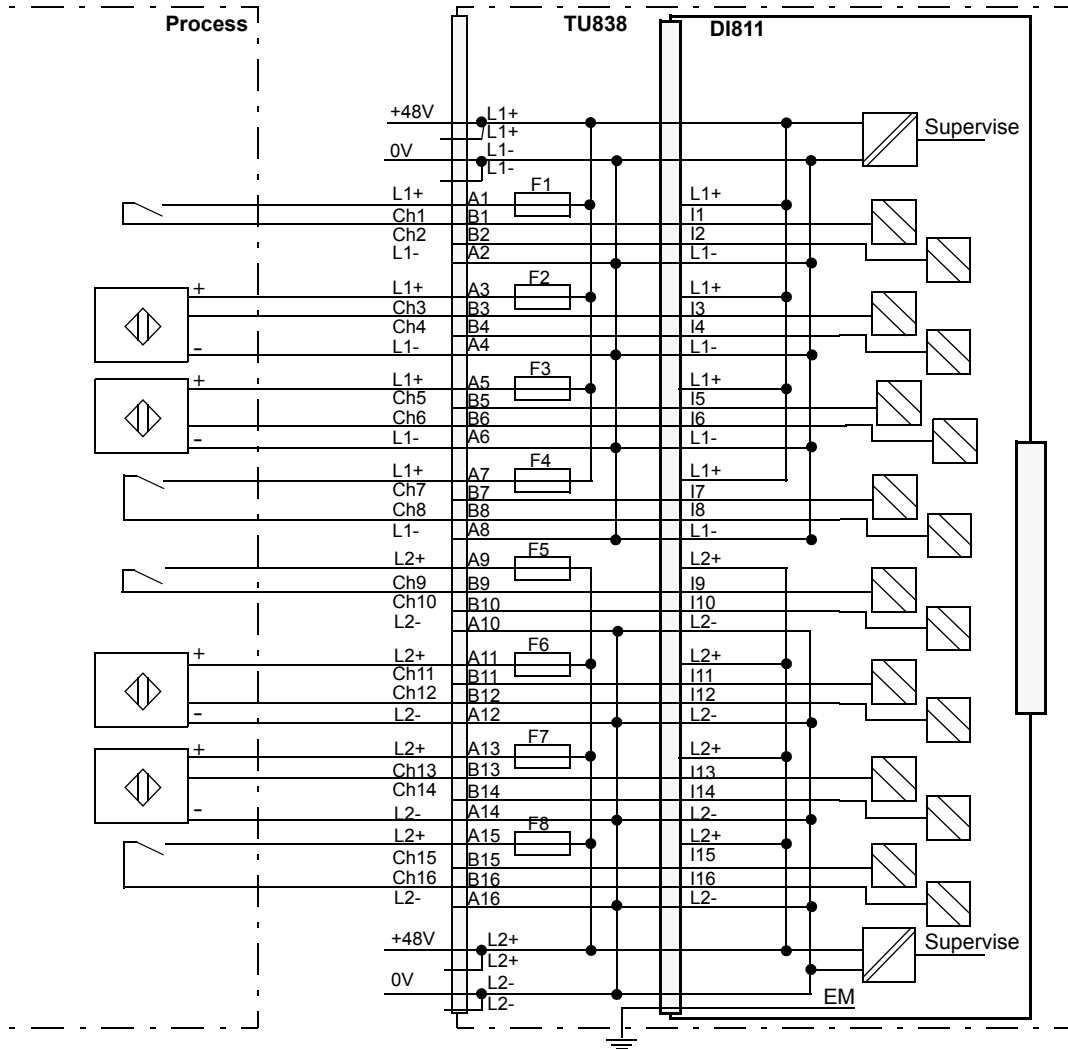 Process TU838 DI811
+48V L1+
L1+ Supervise
0V L1-
L1-
L1+ A1 F1 L1+
Ch1 B1 I1
Ch2 B2 I2
L1- A2 L1-
+ L1+ A3 F2 L1+
Ch3 B3 I3
Ch4 B4 I4
- L1- A4 L1-
+ L1+ A5 F3 L1+
Ch5 B5 I5
Ch6 B6 I6
- L1- A6 L1-
L1+ A7 F4 L1+
Ch7 B7 I7
Ch8 B8 I8
L1- A8 L1-
L2+ A9 F5 L2+
Ch9 B9 I9
Ch10 B10 I10
L2- A10 L2-
+ L2+ A11 F6 L2+
Ch11 B11 I11
Ch12 B12 I12
- L2- A12 L2-
+ L2+ A13 F7 L2+
Ch13 B13 I13
Ch14 B14 I14
- L2- A14 L2-
L2+ A15 F8 L2+
Ch15 B15 I15
Ch16 B16 I16
L2- A16 L2-
+48V L2+ Supervise
L2+
0V L2-
L2- EM